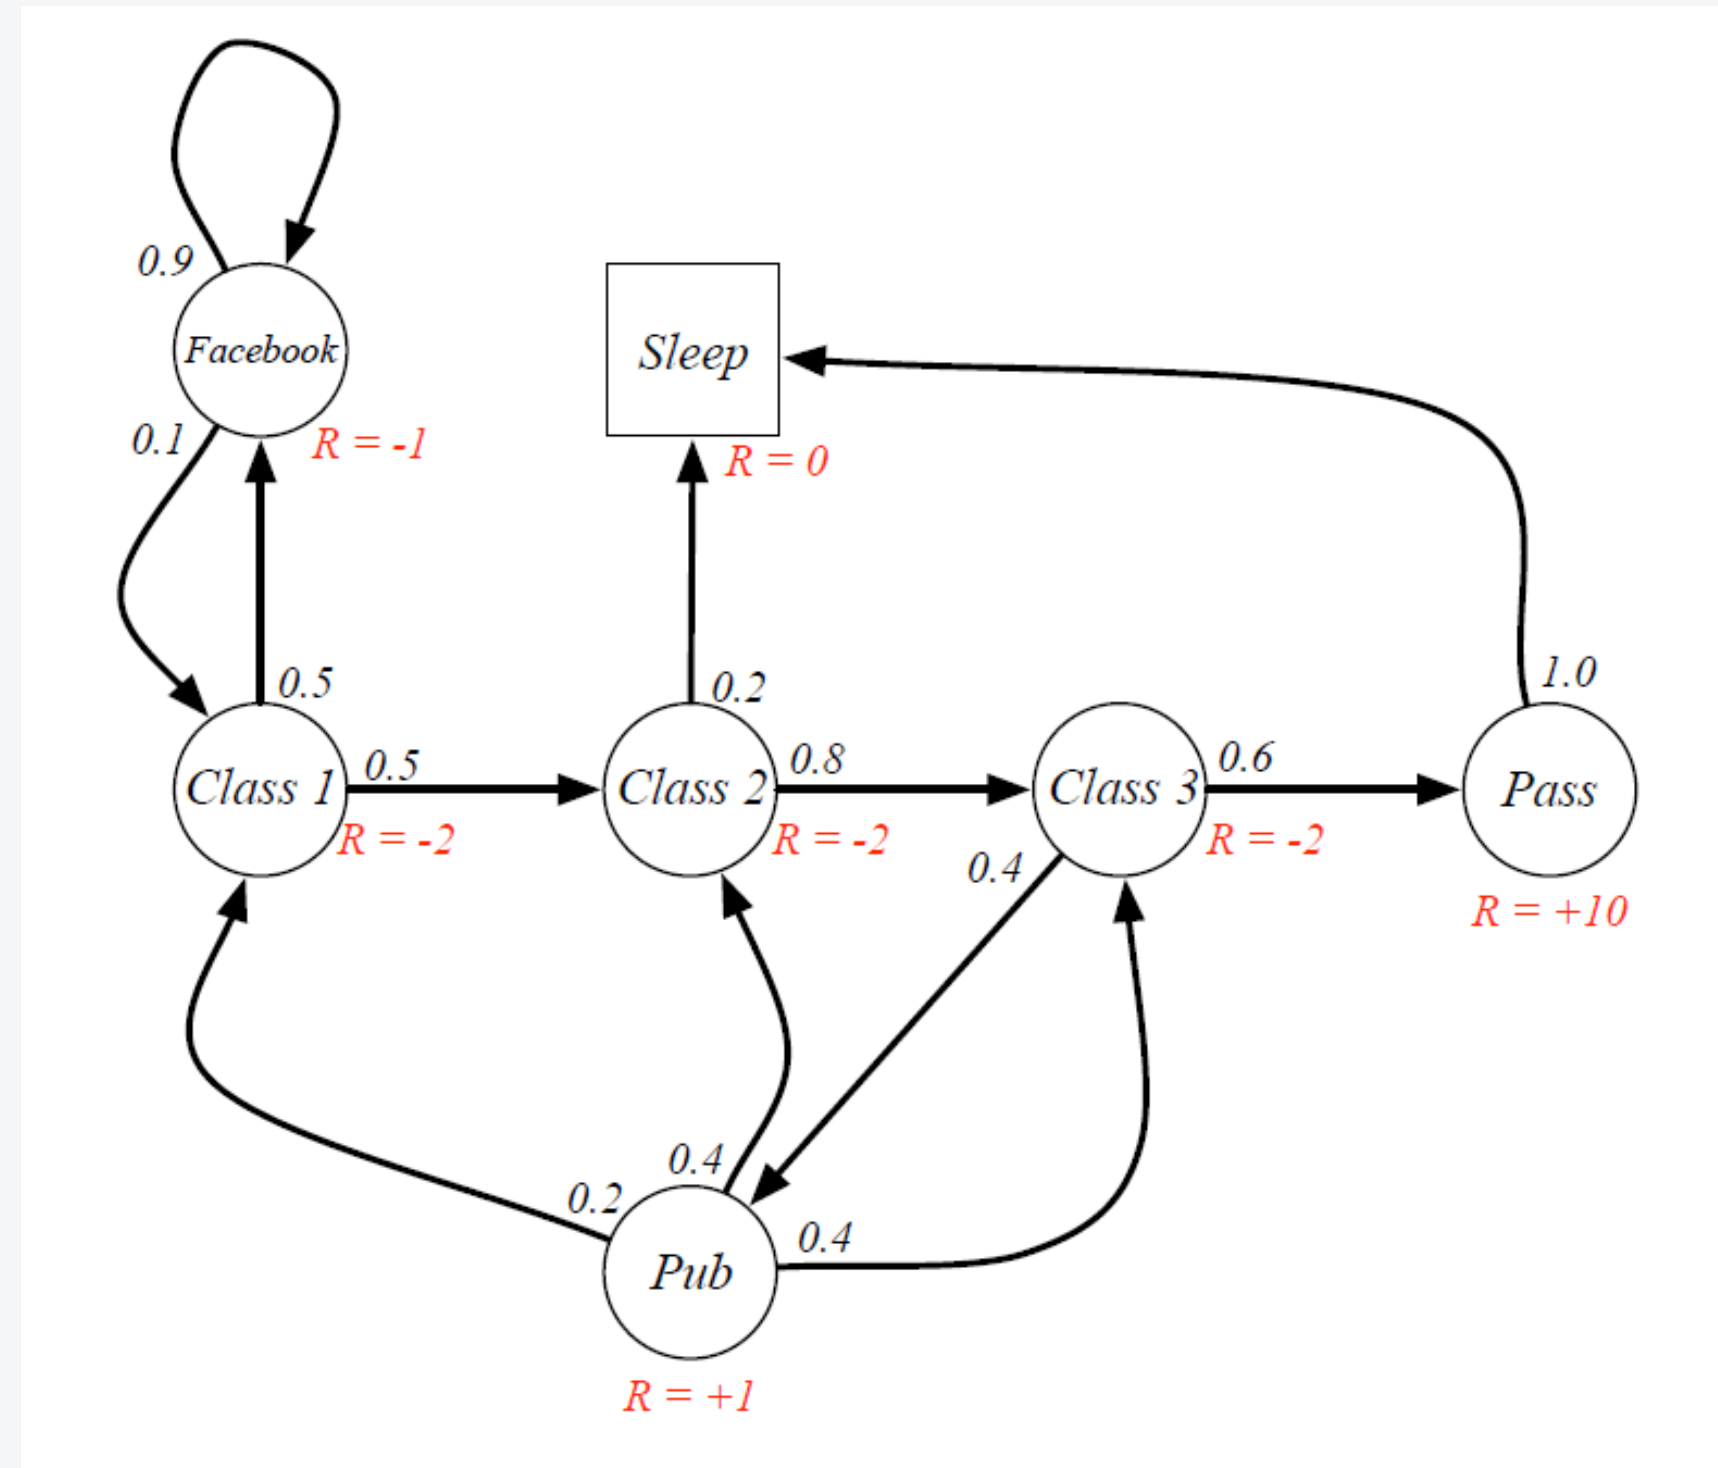 0.9
Facebook
0.1
R = -1
Sleep
R = 0
0.5
0.2
1.0
Class 1
0.5
R = -2
Class 2
0.8
R = -2
Class 3
0.6
R = -2
Pass
R = +10
0.4
0.4
0.2
0.4
Pub
R = +1